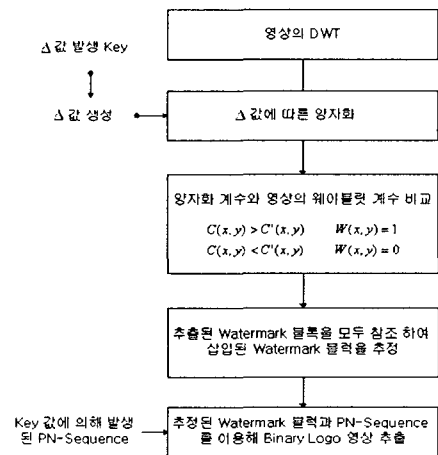 영상의 DWT
Δ 값 발생 Key
Δ 값 생성
Δ 값에 따른 양자화
양자화 계수와 영상의 웨이블릿 계수 비교
C(x, y) > C'(x, y) W(x, y) = 1
C(x, y) < C'(x, y) W(x, y) = 0
추출된 Watermark 블록을 모두 참조 하여
삽입된 Watermark 블럭을 추정
Key 값에 의해 발생
된 PN-Sequence
추정된 Watermark 블럭과 PN-Sequence
를 이용해 Binary Logo 영상 추출